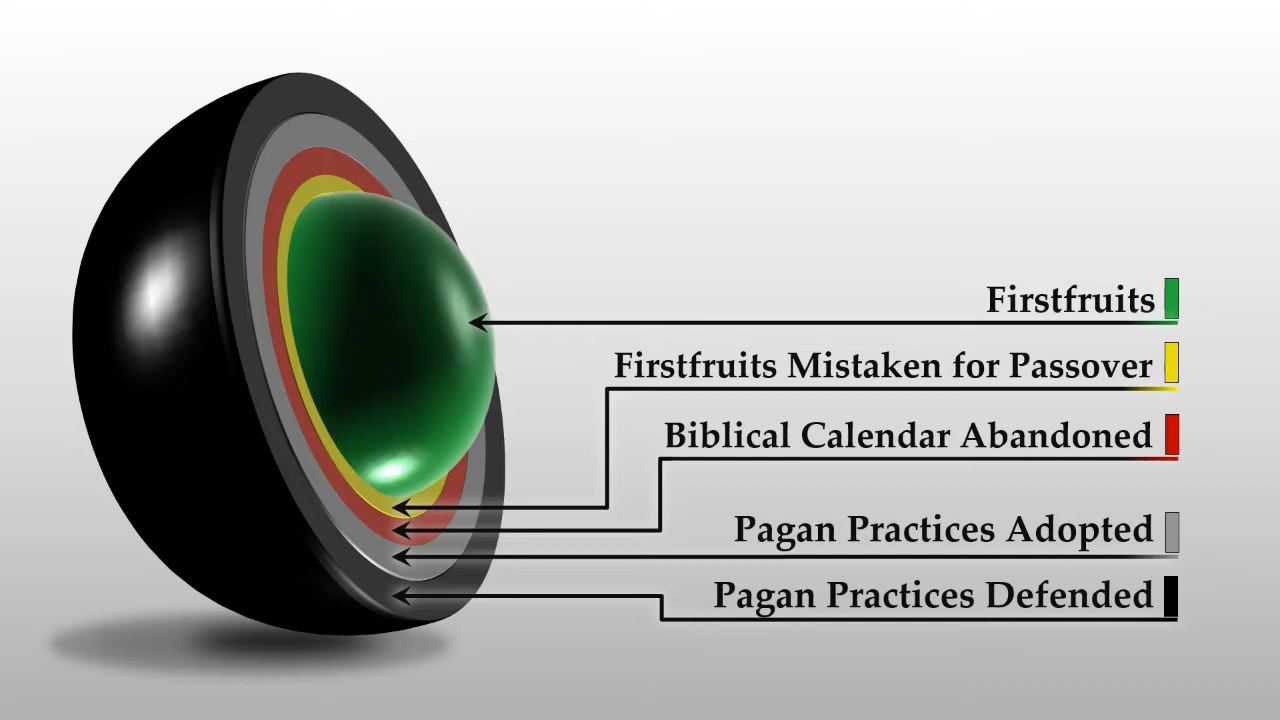 Firstfruits
Firstfruits Mistaken for Passover
Biblical Calendar Abandoned
Pagan Practices Adopted
Pagan Practices Defended